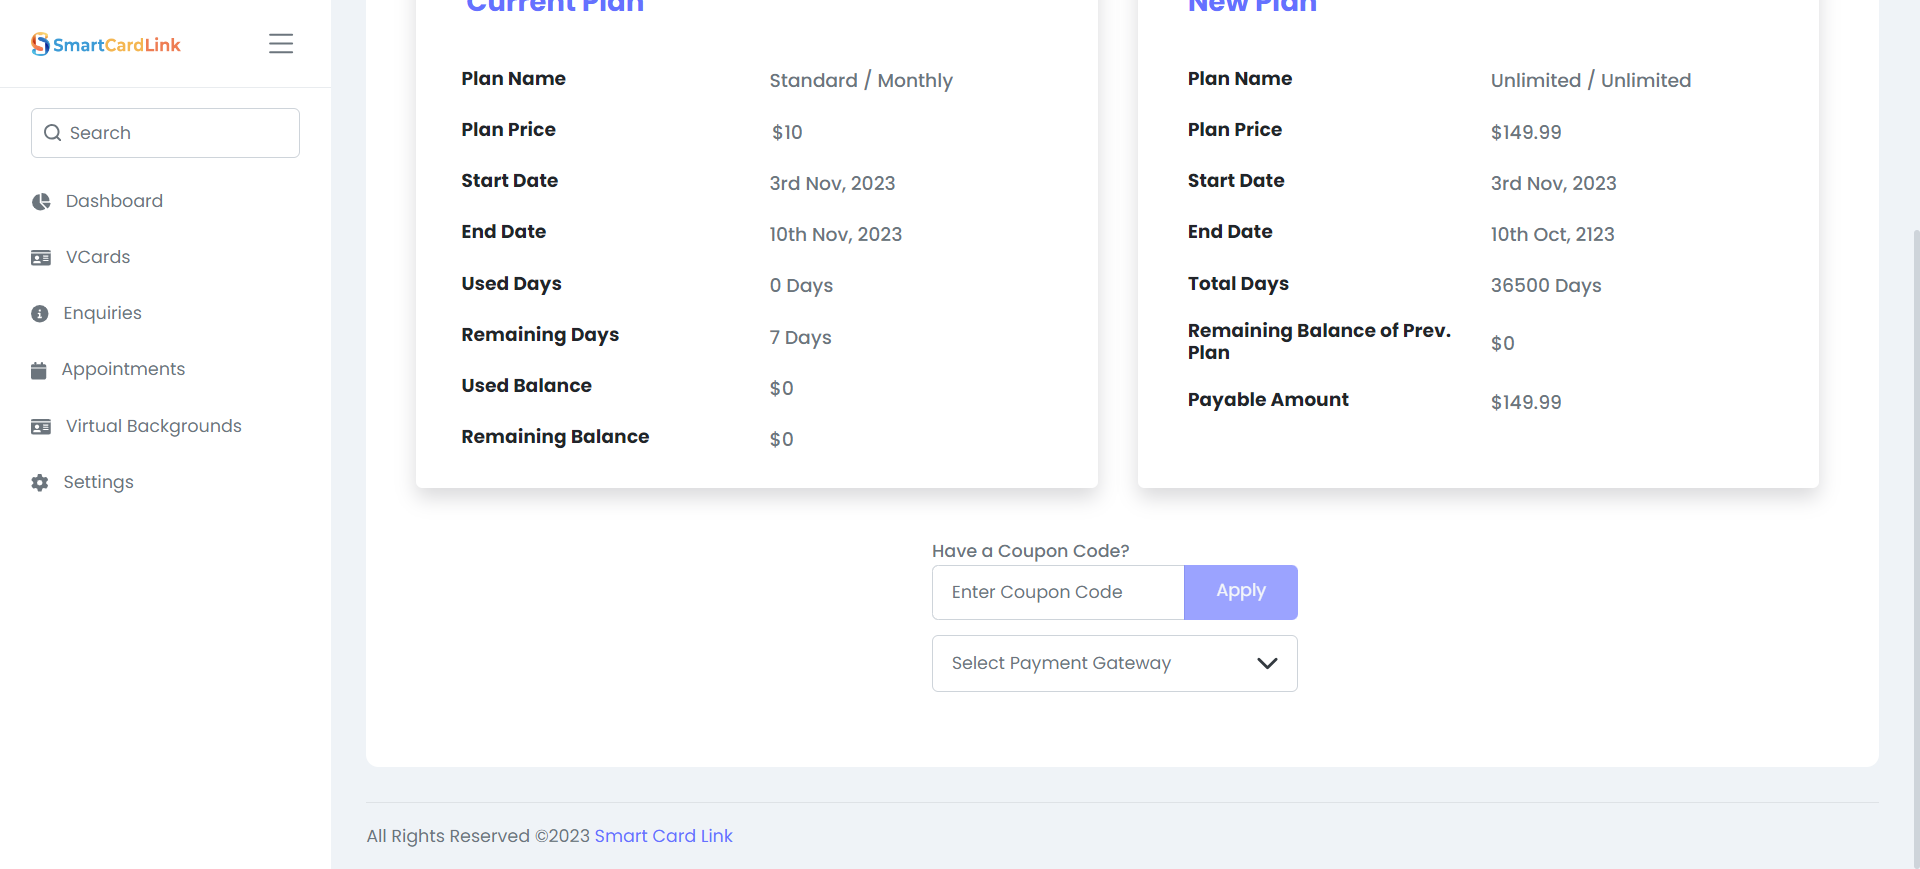 SmartCardLink
Search
Dashboard
VCards
Enquiries
Appointments
Virtual Backgrounds
Settings
Current Plan
Plan Name Standard / Monthly
Plan Price $10
Start Date 3rd Nov, 2023
End Date 10th Nov, 2023
Used Days 0 Days
Remaining Days 7 Days
Used Balance $0
Remaining Balance $0
New Plan
Plan Name Unlimited / Unlimited
Plan Price $149.99
Start Date 3rd Nov, 2023
End Date 10th Oct, 2123
Total Days 36500 Days
Remaining Balance of Prev.
Plan $0
Payable Amount $149.99
Have a Coupon Code?
Enter Coupon Code Apply
Select Payment Gateway
All Rights Reserved ©2023 Smart Card Link